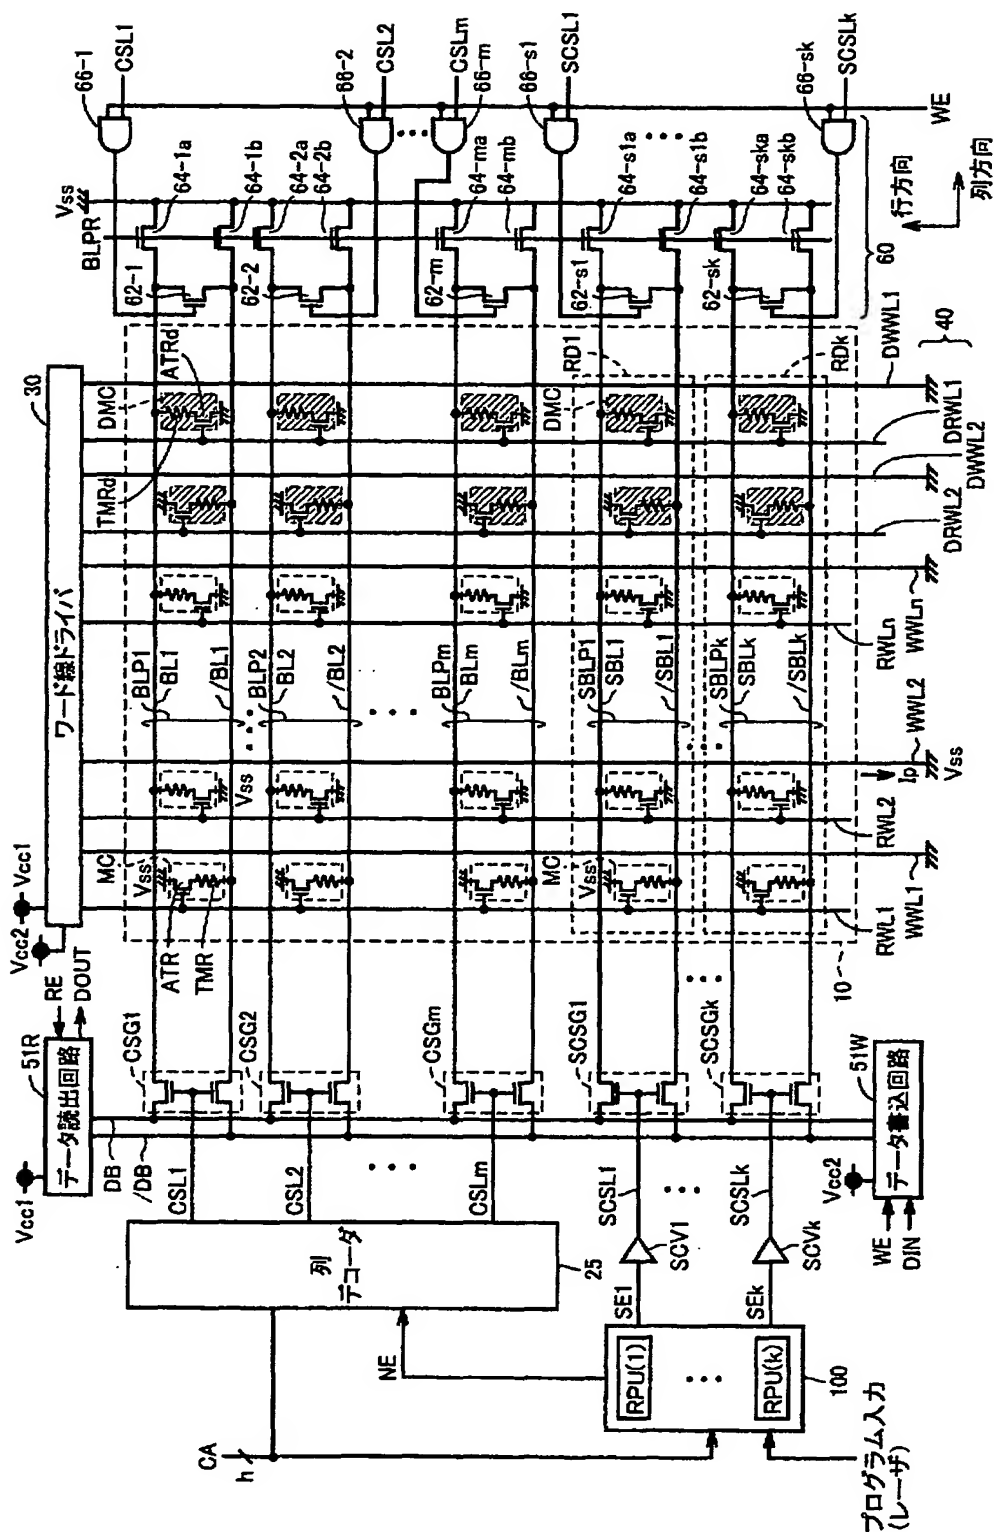 66-1
CSL1
66-2
CSL2
CSLm
66-m
66-s1
SCSL1
66-sk
SCSLk
WE
Vss
BLPR
64-1a
64-1b
64-2a
64-2b
64-ma
64-mb
64-s1a
64-s1b
64-ska
64-skb
62-1
62-2
62-m
62-s1
62-sk
行方向
列方向
60
30
ワード線ドライバ
DMC
ATRd
TMRd
RD1
DMC
RDk
DWWL1
40
DRWL1
DWWL2
DRWL2
WWLn
RWLn
BLP1
BL1
/BL1
BLP2
BL2
/BL2
BLPm
BLm
/BLm
SBLP1
SBL1
/SBL1
SBLPk
SBLk
/SBLk
Vss
Ip
WWL2
Vss
RWL2
MC
Vss
MC
Vss
ATR
TMR
WWL1
RWL1
10
Vcc1
Vcc2
RE
DOUT
51R
データ読出回路
Vcc1
DB
/DB
CSG1
CSG2
CSGm
SCSG1
SCSGk
51W
データ書込回路
Vcc2
WE
DIN
CSL1
CSL2
CSLm
SCSL1
SCSLk
列
デコーダ
25
SCV1
SCVk
SE1
SEk
NE
RPU(1)
RPU(k)
100
CA
h
プログラム入力
(レーザ)